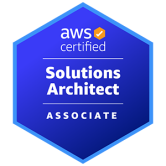 aws
certified
Solutions
Architect
ASSOCIATE